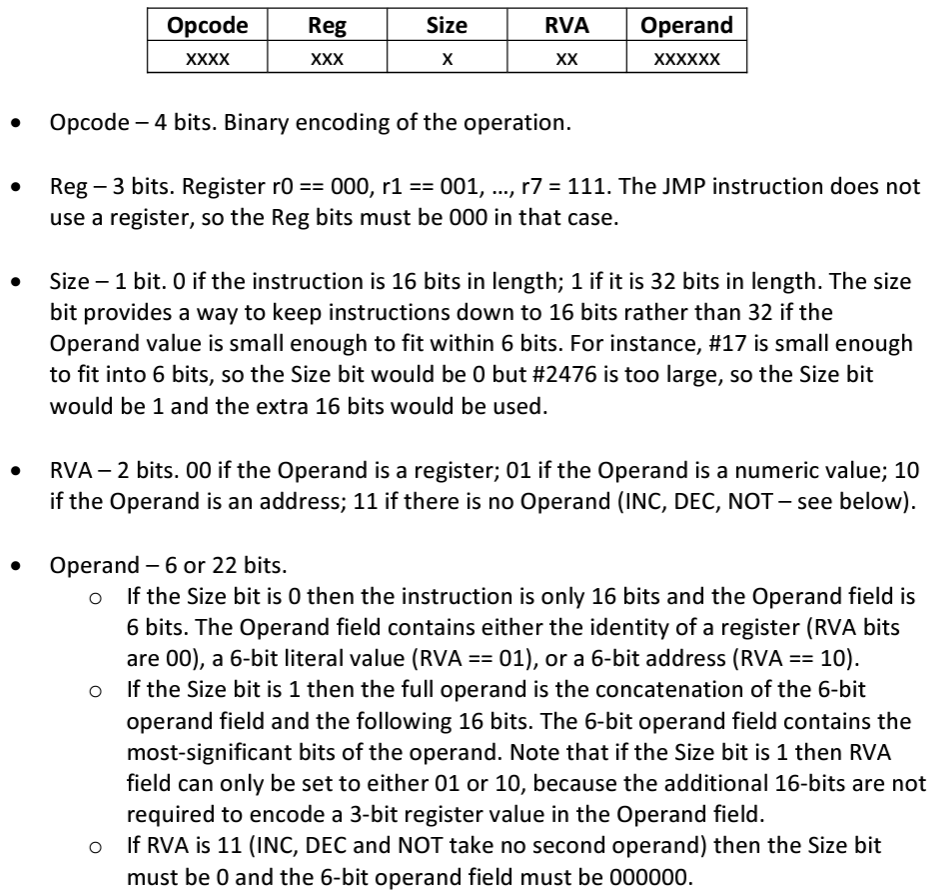 Opcode Reg Size RVA Operand
xxxx xxx x xx xxxxxx
• Opcode – 4 bits. Binary encoding of the operation.
• Reg – 3 bits. Register r0 == 000, r1 == 001, ..., r7 = 111. The JMP instruction does not
use a register, so the Reg bits must be 000 in that case.
• Size – 1 bit. 0 if the instruction is 16 bits in length; 1 if it is 32 bits in length. The size
bit provides a way to keep instructions down to 16 bits rather than 32 if the
Operand value is small enough to fit within 6 bits. For instance, #17 is small enough
to fit into 6 bits, so the Size bit would be 0 but #2476 is too large, so the Size bit
would be 1 and the extra 16 bits would be used.
• RVA – 2 bits. 00 if the Operand is a register; 01 if the Operand is a numeric value; 10
if the Operand is an address; 11 if there is no Operand (INC, DEC, NOT – see below).
• Operand – 6 or 22 bits.
o If the Size bit is 0 then the instruction is only 16 bits and the Operand field is
6 bits. The Operand field contains either the identity of a register (RVA bits
are 00), a 6-bit literal value (RVA == 01), or a 6-bit address (RVA == 10).
o If the Size bit is 1 then the full operand is the concatenation of the 6-bit
operand field and the following 16 bits. The 6-bit operand field contains the
most-significant bits of the operand. Note that if the Size bit is 1 then RVA
field can only be set to either 01 or 10, because the additional 16-bits are not
required to encode a 3-bit register value in the Operand field.
o If RVA is 11 (INC, DEC and NOT take no second operand) then the Size bit
must be 0 and the 6-bit operand field must be 000000.